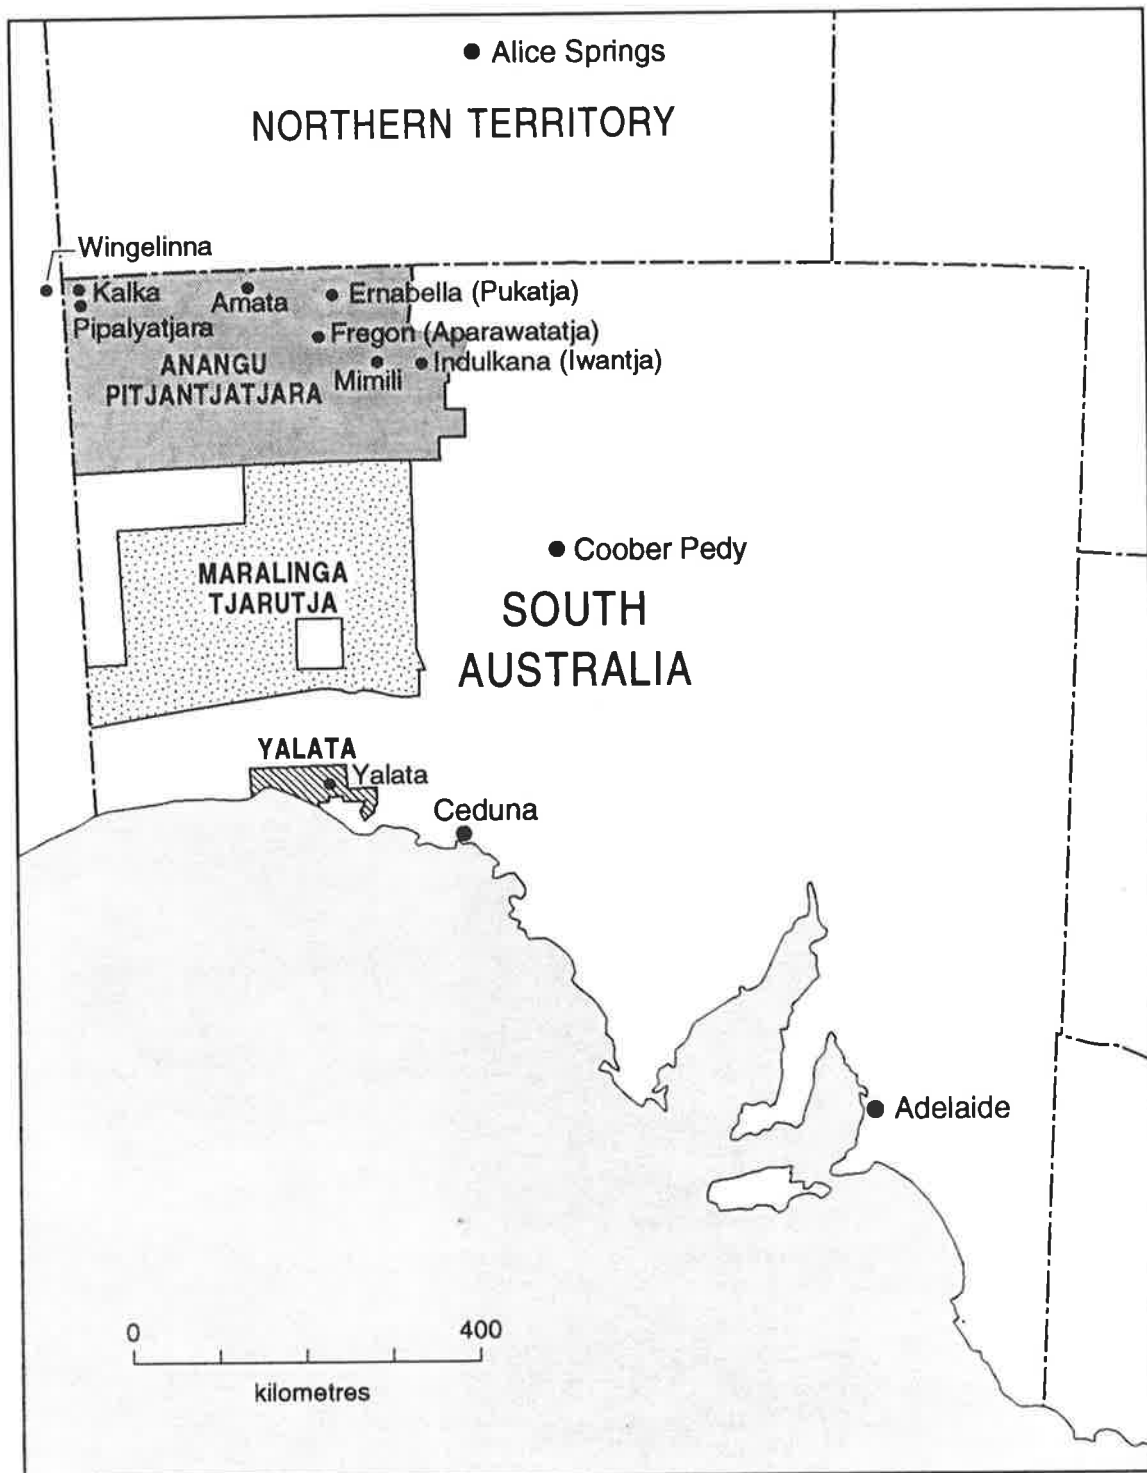 Alice Springs
NORTHERN TERRITORY
Wingelinna
Kalka
Amata
Ernabella (Pukatja)
Pipalyatjara
Fregon (Aparawatatja)
ANANGU
PITJANTJATJARA
Mimili
Indulkana (Iwantja)
Coober Pedy
MARALINGA
TJARUTJA
SOUTH
AUSTRALIA
YALATA
Yalata
Ceduna
Adelaide
0 400
kilometres